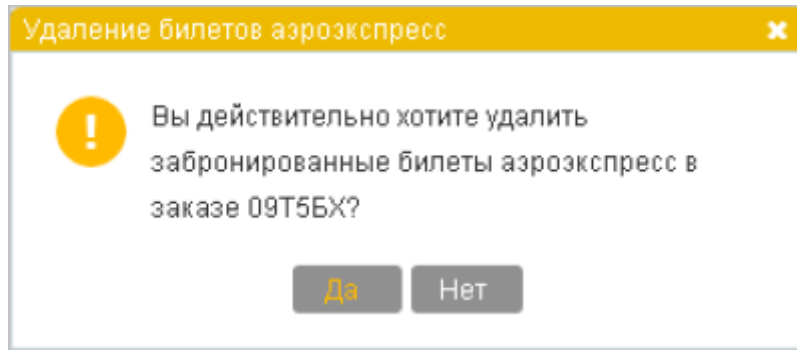 Удаление билетов аэроэкспресс
Вы действительно хотите удалить
забронированные билеты аэроэкспресс в
заказе 09Т5БХ?
Да
Нет